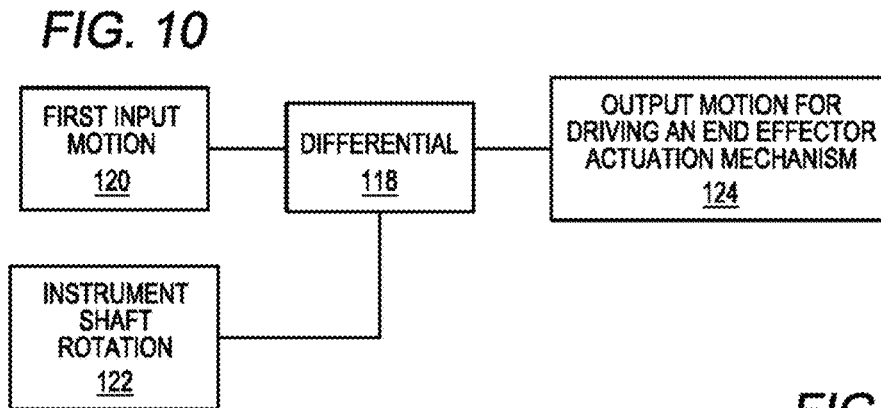 FIG. 10
FIRST INPUT
MOTION
120
DIFFERENTIAL
118
OUTPUT MOTION FOR
DRIVING AN END EFFECTOR
ACTUATION MECHANISM
124
INSTRUMENT
SHAFT
ROTATION
122
FIG